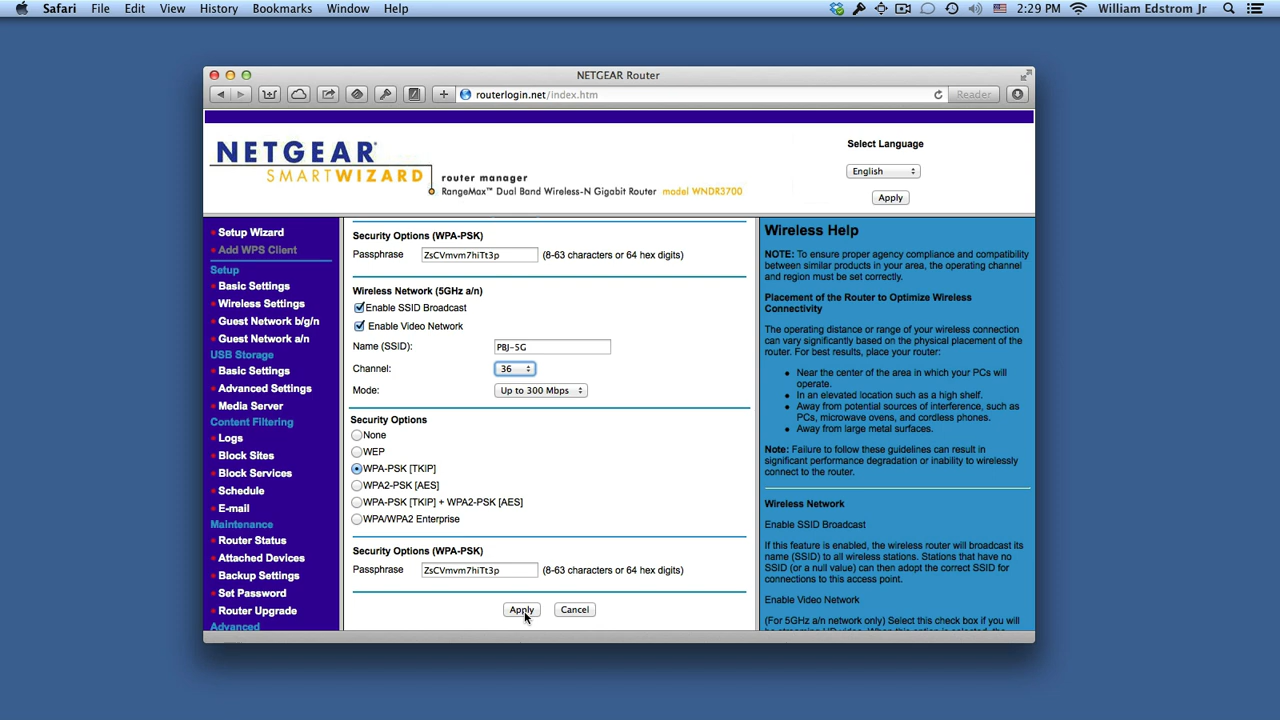 Safari File Edit View History Bookmarks Window Help 2:29 PM William Edstrom Jr
NETGEAR Router
routerlogin.net/index.htm Reader
NETGEAR®
SMARTWIZARD router manager
RangeMax™ Dual Band Wireless-N Gigabit Router model WNDR3700
Select Language
English
Apply
Setup Wizard
Add WPS Client
Setup
Basic Settings
Wireless Settings
Guest Network b/g/n
Guest Network a/n
USB Storage
Basic Settings
Advanced Settings
Media Server
Content Filtering
Logs
Block Sites
Block Services
Schedule
E-mail
Maintenance
Router Status
Attached Devices
Backup Settings
Set Password
Router Upgrade
Advanced
Security Options (WPA-PSK)
Passphrase ZsCVmvm7hiTt3p (8-63 characters or 64 hex digits)
Wireless Network (5GHz a/n)
Enable SSID Broadcast
Enable Video Network
Name (SSID): PBJ-5G
Channel: 36
Mode: Up to 300 Mbps
Security Options
None
WEP
WPA-PSK [TKIP]
WPA2-PSK [AES]
WPA-PSK [TKIP] + WPA2-PSK [AES]
WPA/WPA2 Enterprise
Security Options (WPA-PSK)
Passphrase ZsCVmvm7hiTt3p (8-63 characters or 64 hex digits)
Apply Cancel
Wireless Help
NOTE: To ensure proper agency compliance and compatibility
between similar products in your area, the operating channel
and region must be set correctly.
Placement of the Router to Optimize Wireless
Connectivity
The operating distance or range of your wireless connection
can vary significantly based on the physical placement of the
router. For best results, place your router:
Near the center of the area in which your PCs will
operate.
In an elevated location such as a high shelf.
Away from potential sources of interference, such as
PCs, microwave ovens, and cordless phones.
Away from large metal surfaces.
Note: Failure to follow these guidelines can result in
significant performance degradation or inability to wirelessly
connect to the router.
Wireless Network
Enable SSID Broadcast
If this feature is enabled, the wireless router will broadcast its
name (SSID) to all wireless stations. Stations that have no
SSID (or a null value) can then adopt the correct SSID for
connections to this access point.
Enable Video Network
(For 5GHz a/n network only) Select this check box if you will